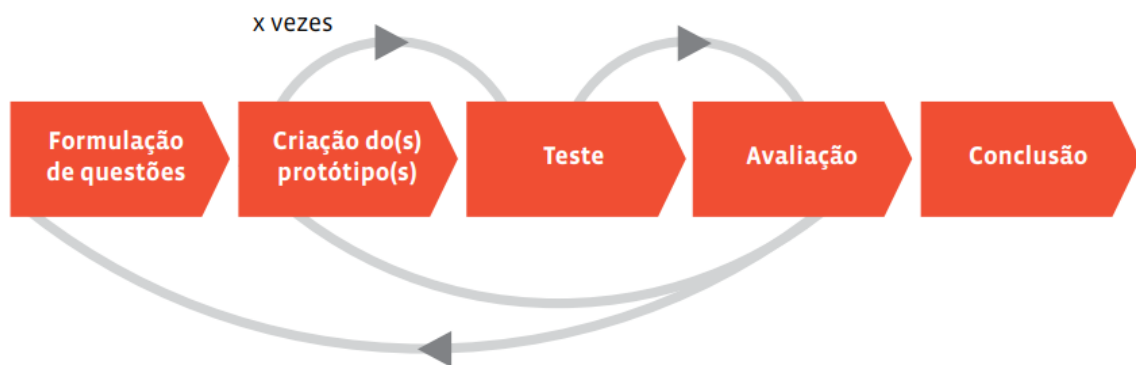 x vezes
Formulação
de questões
Criação do(s)
protótipo(s)
Teste
Avaliação
Conclusão